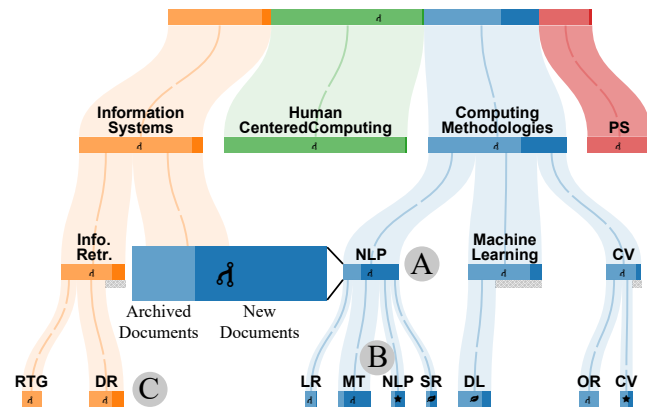 Information
Systems
Human
CenteredComputing
Computing
Methodologies
PS
Info.
Retr.
NLP
A
Machine
Learning
CV
Archived
Documents
New
Documents
B
RTG
DR
C
LR
MT
NLP
SR
DL
OR
CV